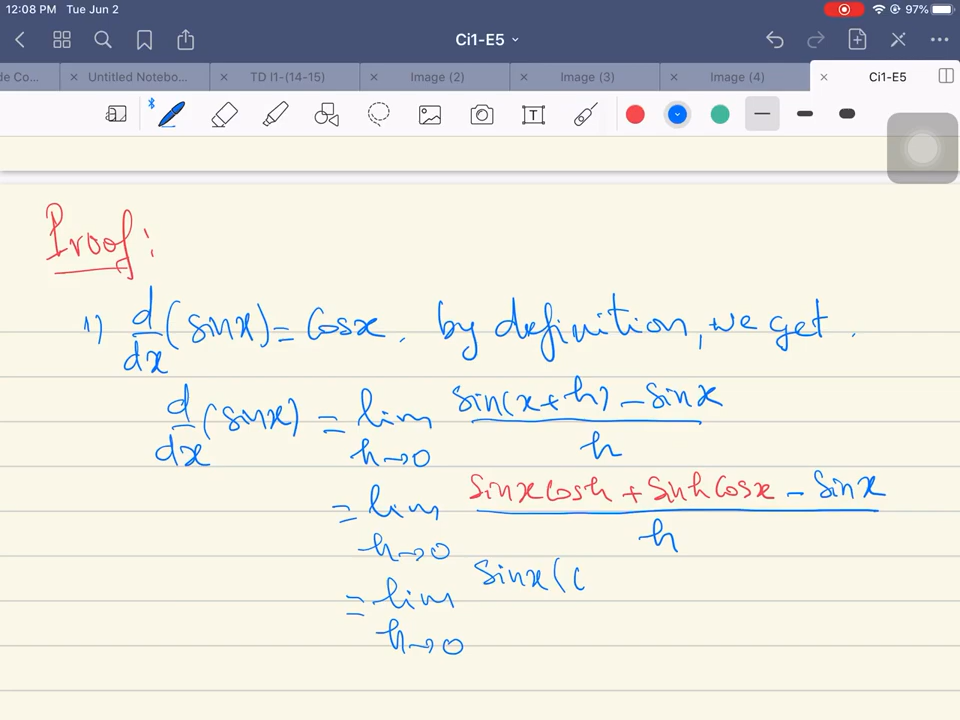 12:08 PM Tue Jun 2 97%
Ci1-E5
de Co... Untitled Notebo... TD I1-(14-15) Image (2) Image (3) Image (4) Ci1-E5
Proof:
1) d/dx (sinx) = Cosx. by definition, we get.
d/dx (sinx) = lim h→0 sin(x+h) - sinx / h
= lim h→0 sinxcosh + sinhcosx - sinx / h
= lim h→0 sinx(c